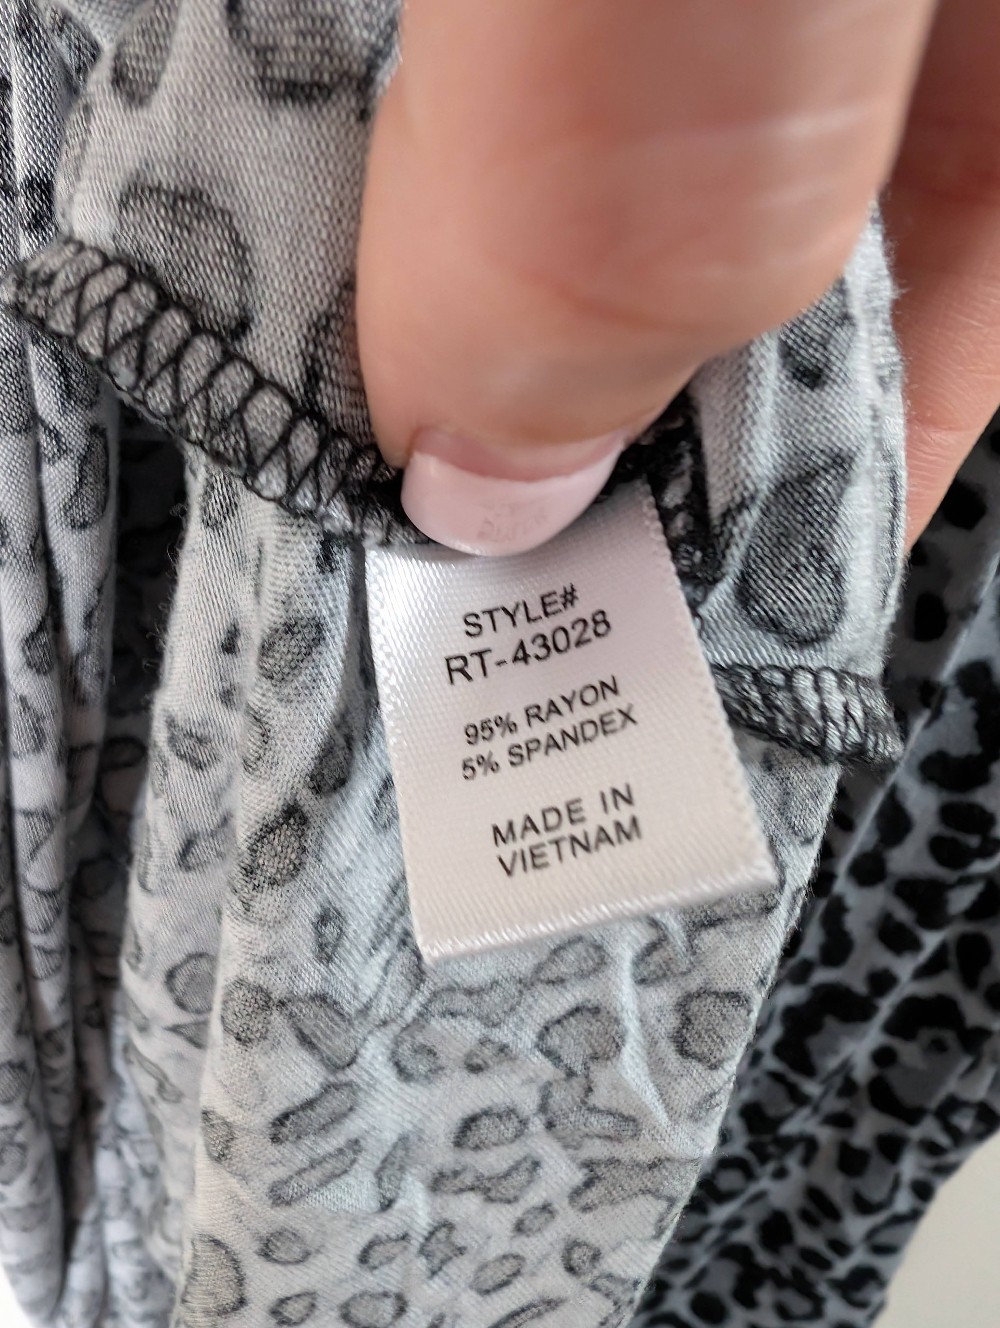 STYLE#
RT-43028
95% RAYON
5% SPANDEX
MADE IN
VIETNAM